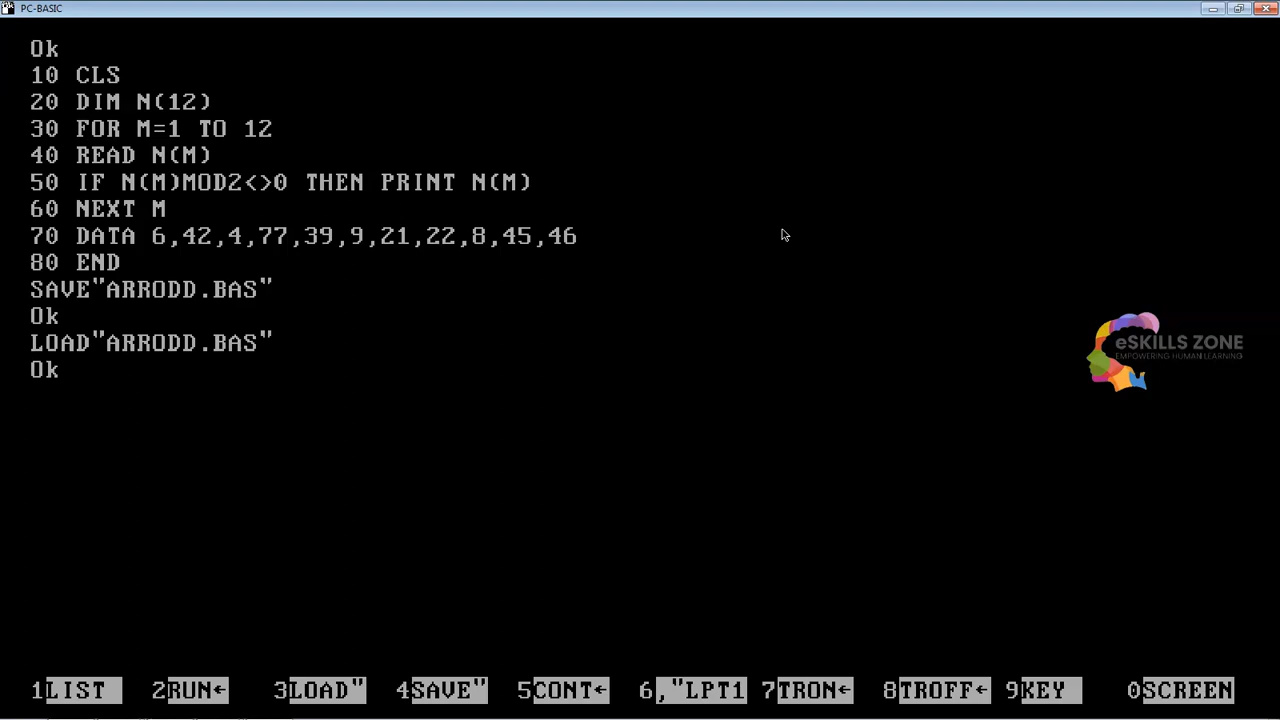 PC-BASIC
Ok
10 CLS
20 DIM N(12)
30 FOR M=1 TO 12
40 READ N(M)
50 IF N(M)MOD2<>0 THEN PRINT N(M)
60 NEXT M
70 DATA 6,42,4,77,39,9,21,22,8,45,46
80 END
SAVE"ARRODD.BAS"
Ok
LOAD"ARRODD.BAS"
Ok
eSKILLS ZONE
EMPOWERING HUMAN LEARNING
1LIST 2RUN← 3LOAD" 4SAVE" 5CONT← 6,"LPT1 7TRON← 8TROFF← 9KEY 0SCREEN